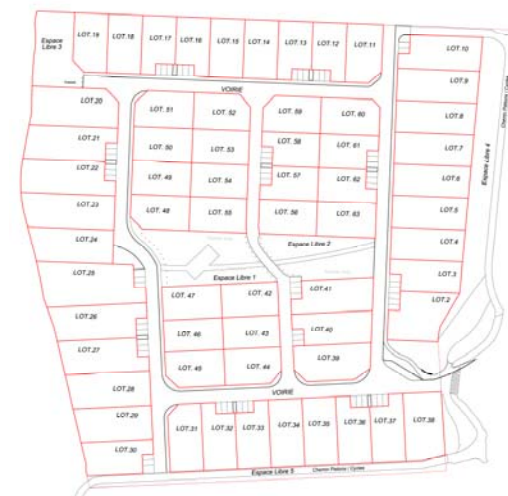 Espace
Libre 3
LOT.19
LOT.18
LOT.17
LOT.16
LOT.15
LOT.14
LOT.13
LOT.12
LOT.11
LOT.10
LOT.9
LOT.8
LOT.7
LOT.6
LOT.5
LOT.4
LOT.3
LOT.2
Espace Libre 4
VOIRIE
LOT.20
LOT.21
LOT.22
LOT.23
LOT.24
LOT.25
LOT.26
LOT.27
LOT.28
LOT.29
LOT.30
LOT. 51
LOT. 52
LOT. 50
LOT. 53
LOT. 49
LOT. 54
LOT. 48
LOT. 55
LOT. 59
LOT. 60
LOT. 58
LOT. 61
LOT. 57
LOT. 62
LOT. 56
LOT. 63
Espace Libre 2
Espace Libre 1
LOT. 47
LOT. 42
LOT. 46
LOT. 43
LOT. 45
LOT. 44
LOT.41
LOT.40
LOT.39
VOIRIE
LOT.31
LOT.32
LOT.33
LOT.34
LOT.35
LOT.36
LOT.37
LOT.38
Espace Libre 5
Chemin Piétons / Cycles